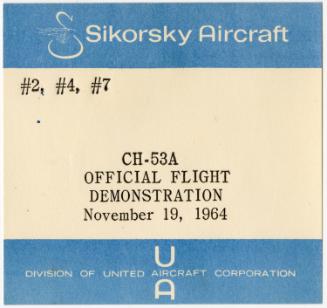 Sikorsky Aircraft
#2, #4, #7
CH-53A
OFFICIAL FLIGHT
DEMONSTRATION
November 19, 1964
U
DIVISION OF UNITED AIRCRAFT CORPORATION
A